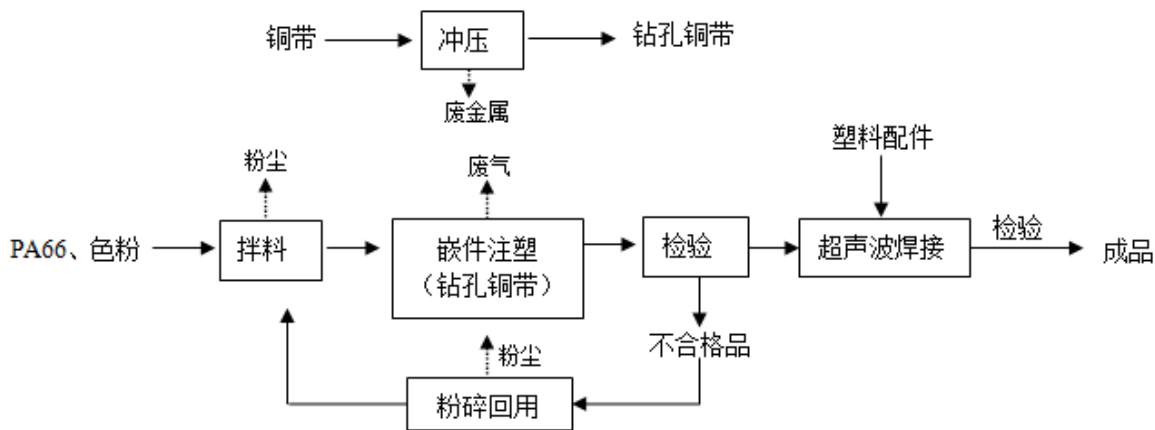 铜带
冲压
钻孔铜带
废金属
塑料配件
粉尘
废气
PA66、色粉
拌料
嵌件注塑
（钻孔铜带）
检验
超声波焊接
检验
成品
粉尘
不合格品
粉碎回用